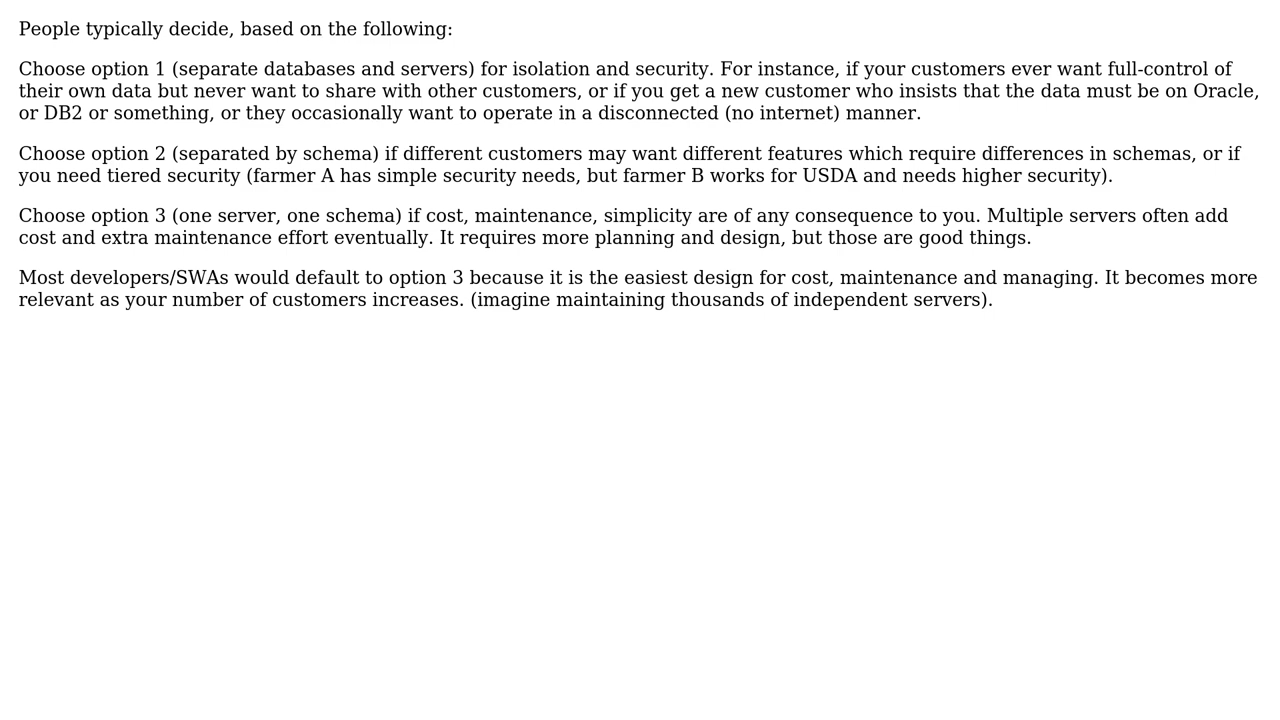 People typically decide, based on the following:
Choose option 1 (separate databases and servers) for isolation and security. For instance, if your customers ever want full-control of
their own data but never want to share with other customers, or if you get a new customer who insists that the data must be on Oracle,
or DB2 or something, or they occasionally want to operate in a disconnected (no internet) manner.
Choose option 2 (separated by schema) if different customers may want different features which require differences in schemas, or if
you need tiered security (farmer A has simple security needs, but farmer B works for USDA and needs higher security).
Choose option 3 (one server, one schema) if cost, maintenance, simplicity are of any consequence to you. Multiple servers often add
cost and extra maintenance effort eventually. It requires more planning and design, but those are good things.
Most developers/SWAs would default to option 3 because it is the easiest design for cost, maintenance and managing. It becomes more
relevant as your number of customers increases. (imagine maintaining thousands of independent servers).